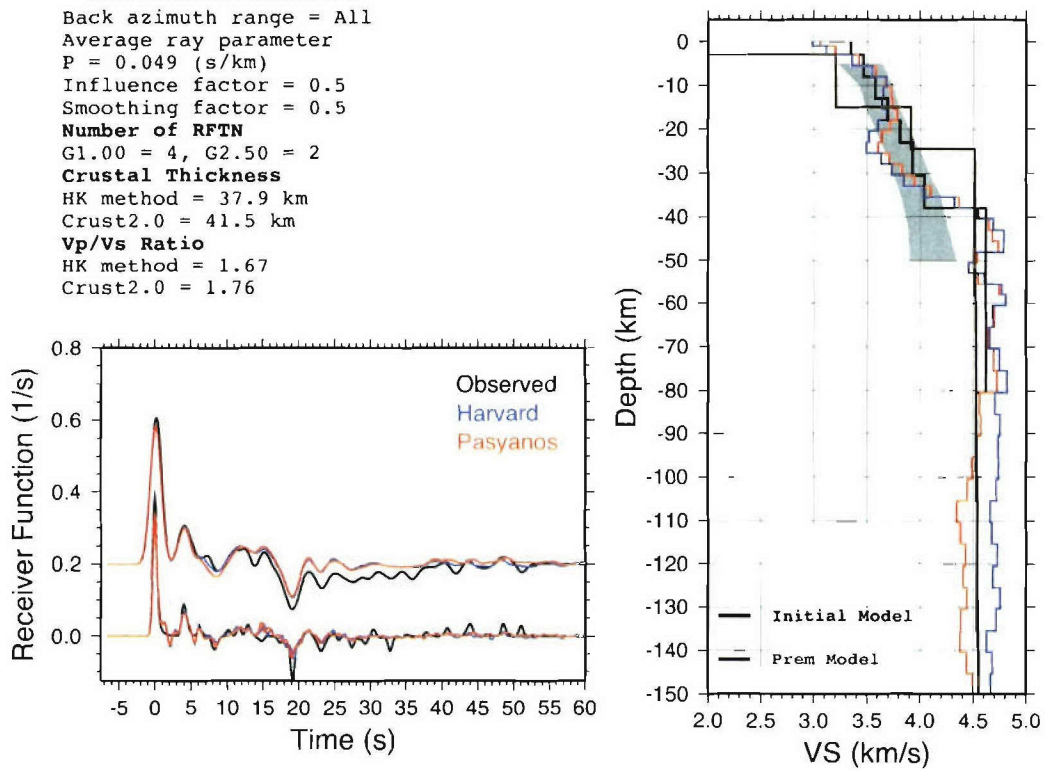 Back azimuth range = All
Average ray parameter
P = 0.049 (s/km)
Influence factor = 0.5
Smoothing factor = 0.5
Number of RFTN
G1.00 = 4, G2.50 = 2
Crustal Thickness
HK method = 37.9 km
Crust2.0 = 41.5 km
Vp/Vs Ratio
HK method = 1.67
Crust2.0 = 1.76
Receiver Function (1/s)
0.8
0.6
0.4
0.2
0.0
Observed
Harvard
Pasyanos
-5 0 5 10 15 20 25 30 35 40 45 50 55 60
Time (s)
Depth (km)
0
-10
-20
-30
-40
-50
-60
-70
-80
-90
-100
-110
-120
-130
-140
-150
Initial Model
Prem Model
2.0 2.5 3.0 3.5 4.0 4.5 5.0
VS (km/s)